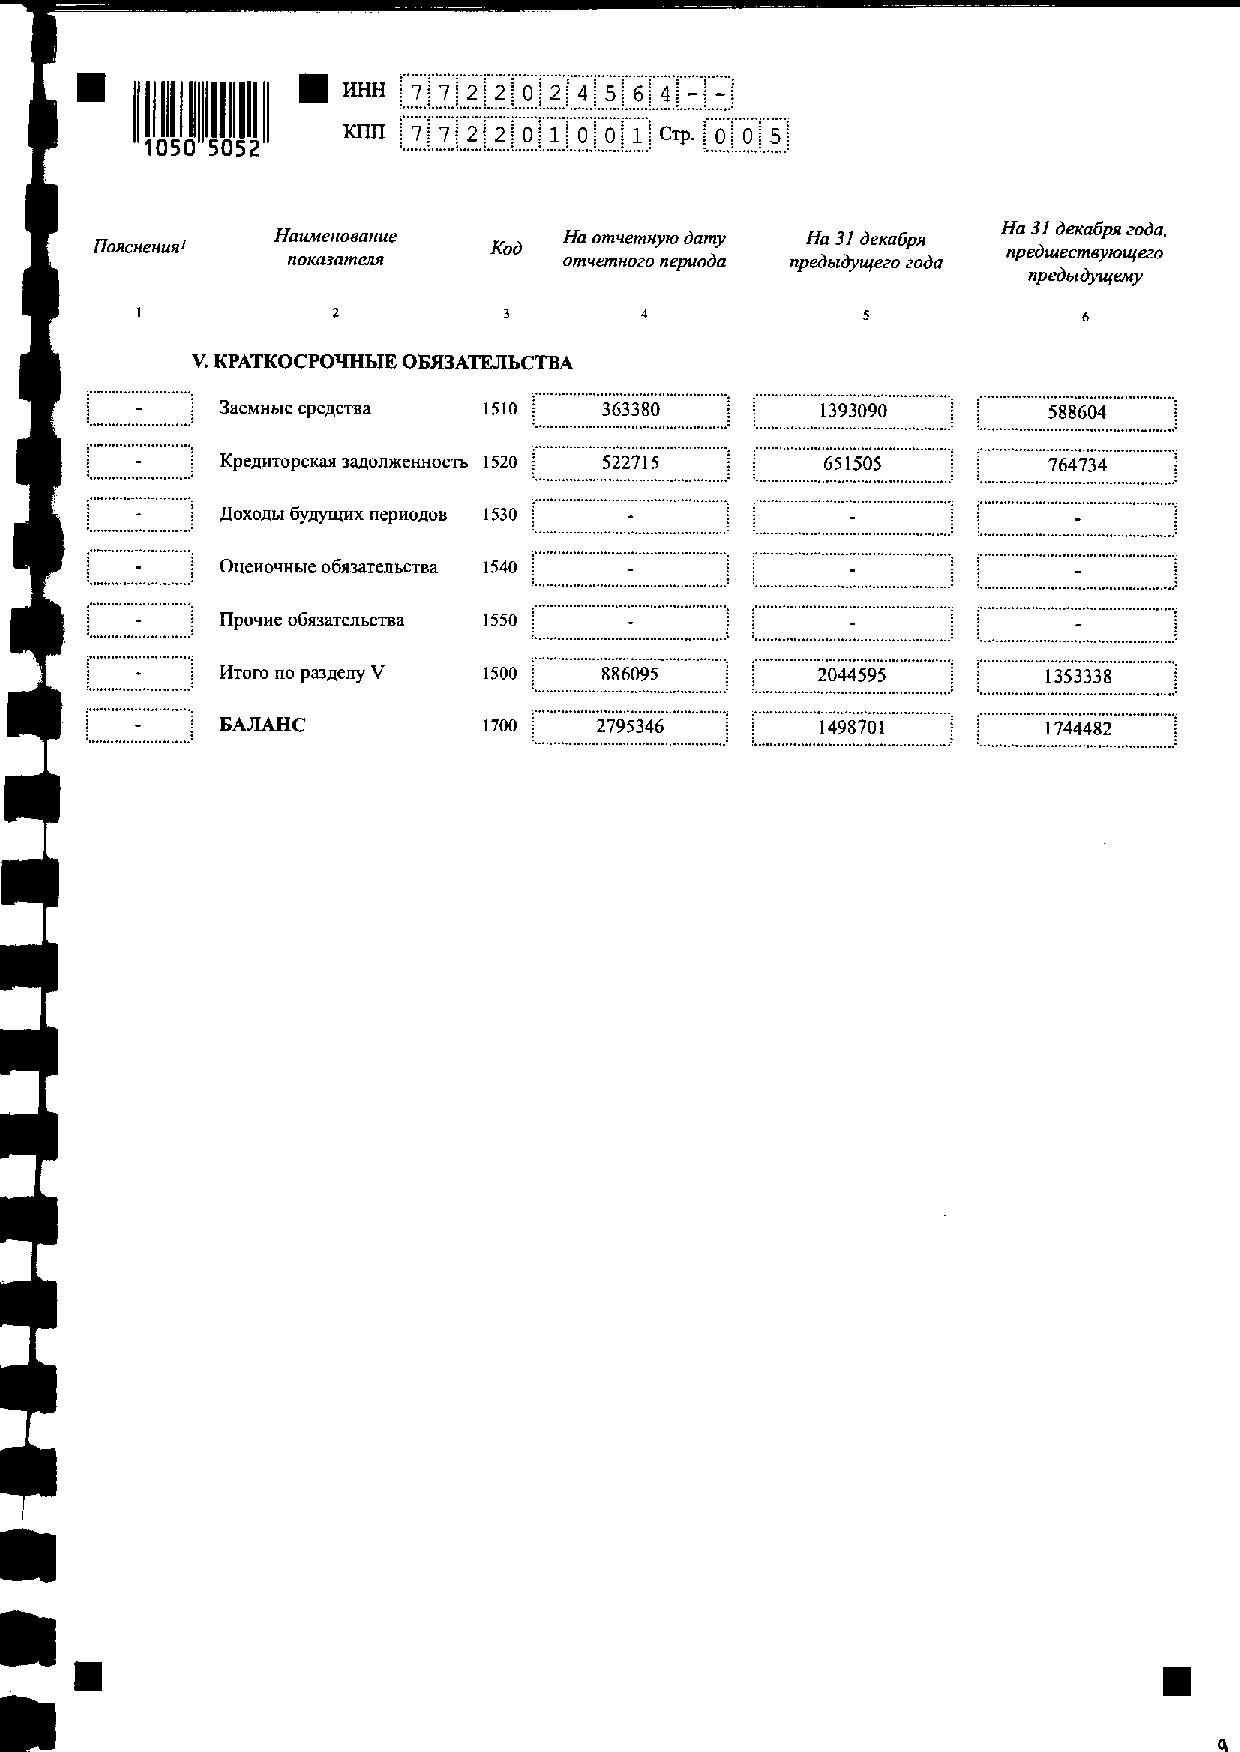 ИНН 7722024564--
1050 5052
КПП 772201001 Стр. 005
Пояснения¹ Наименование показателя Код На отчетную дату отчетного периода На 31 декабря предыдущего года На 31 декабря года, предшествующего предыдущему
1 2 3 4 5 6
V. КРАТКОСРОЧНЫЕ ОБЯЗАТЕЛЬСТВА
- Заемные средства 1510 363380 1393090 588604
- Кредиторская задолженность 1520 522715 651505 764734
- Доходы будущих периодов 1530 - - -
- Оценочные обязательства 1540 - - -
- Прочие обязательства 1550 - - -
- Итого по разделу V 1500 886095 2044595 1353338
- БАЛАНС 1700 2795346 1498701 1744482
9